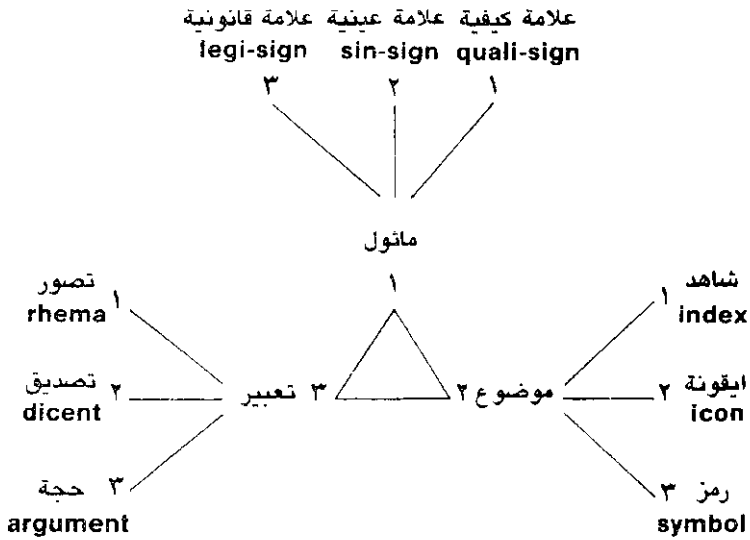 علامة كيفية علامة عينية علامة قانونية
legi-sign sin-sign quali-sign
٣ ٢ ١
ماثول
١
تصور
١
rhema
تصديق
٢
dicent
حجة
٣
argument
تعبير ٣
٢ موضوع
شاهد
١
index
ايقونة
٢
icon
رمز
٣
symbol